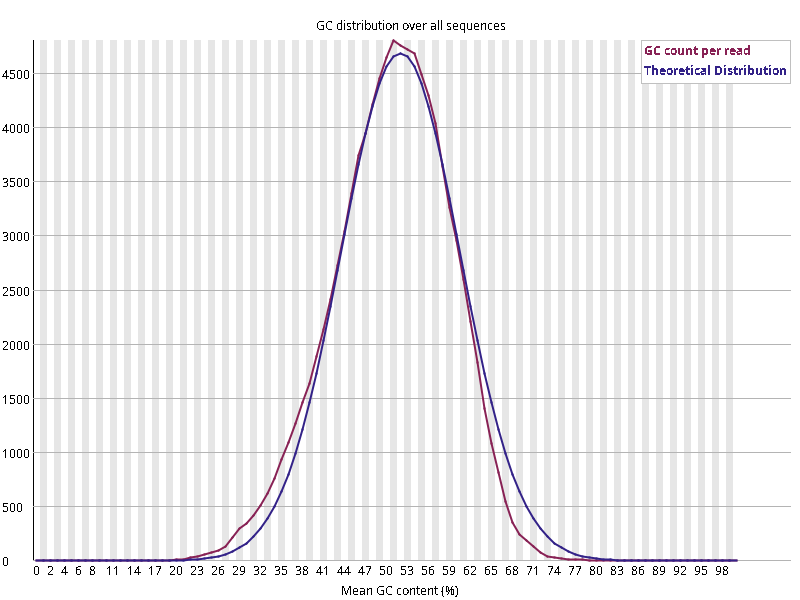 GC distribution over all sequences
GC count per read
Theoretical Distribution
4500
4000
3500
3000
2500
2000
1500
1000
500
0
0 2 4 6 8 11 14 17 20 23 26 29 32 35 38 41 44 47 50 53 56 59 62 65 68 71 74 77 80 83 86 89 92 95 98
Mean GC content (%)